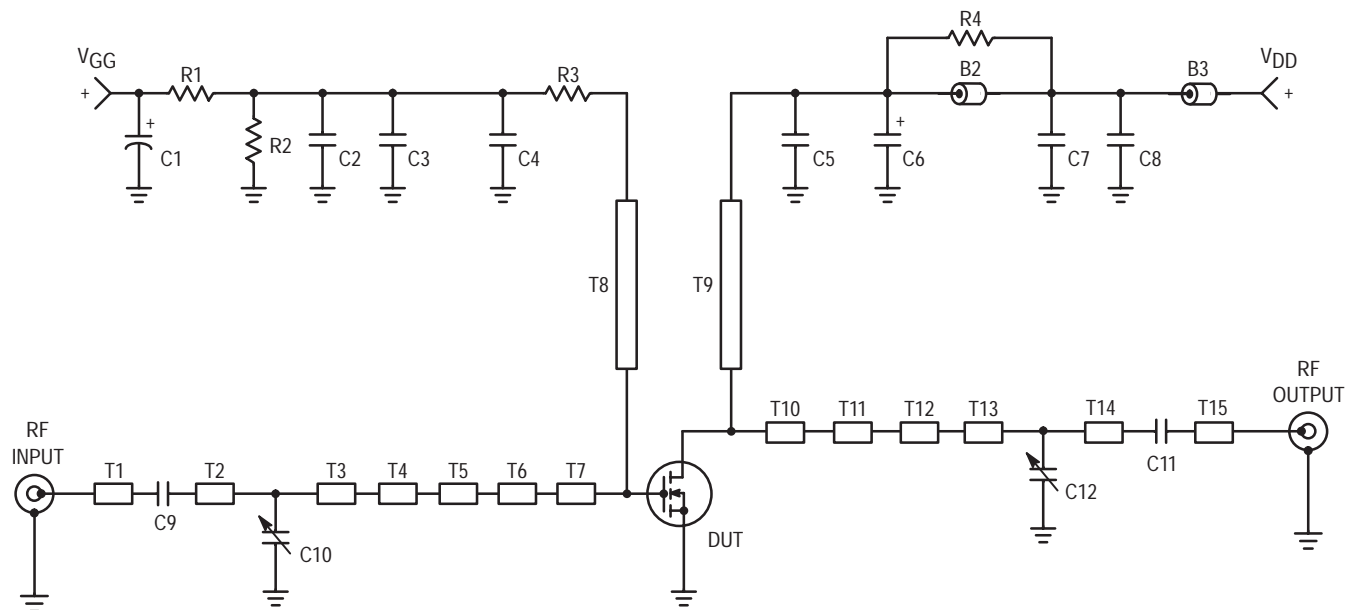 R4
VGG
+
R1
R3
B2
B3
VDD
+
+
C1
R2
C2
C3
C4
C5
+
C6
C7
C8
T8
T9
RF
INPUT
T1
C9
T2
C10
T3
T4
T5
T6
T7
DUT
T10
T11
T12
T13
C12
T14
C11
T15
RF
OUTPUT